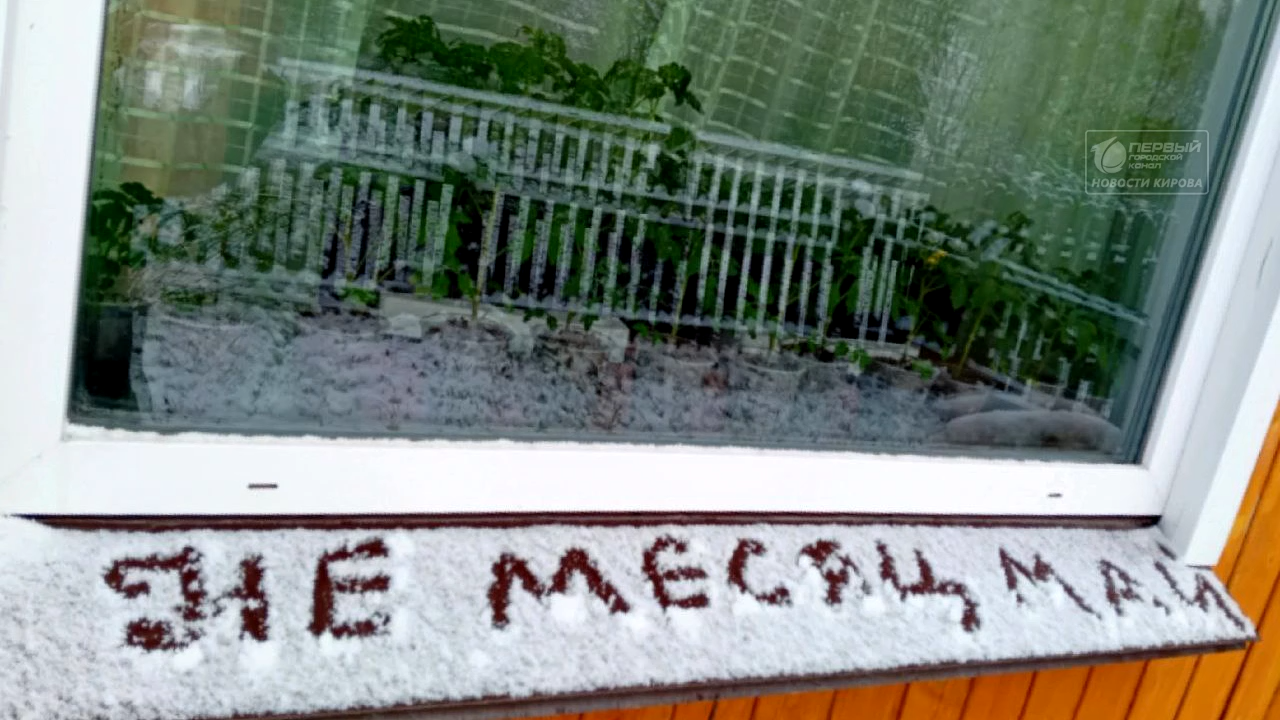 ПЕРВЫЙ
ГОРОДСКОЙ
КАНАЛ
НОВОСТИ КИРОВА
ЭНЕ МЕСЯЦ МАЙ